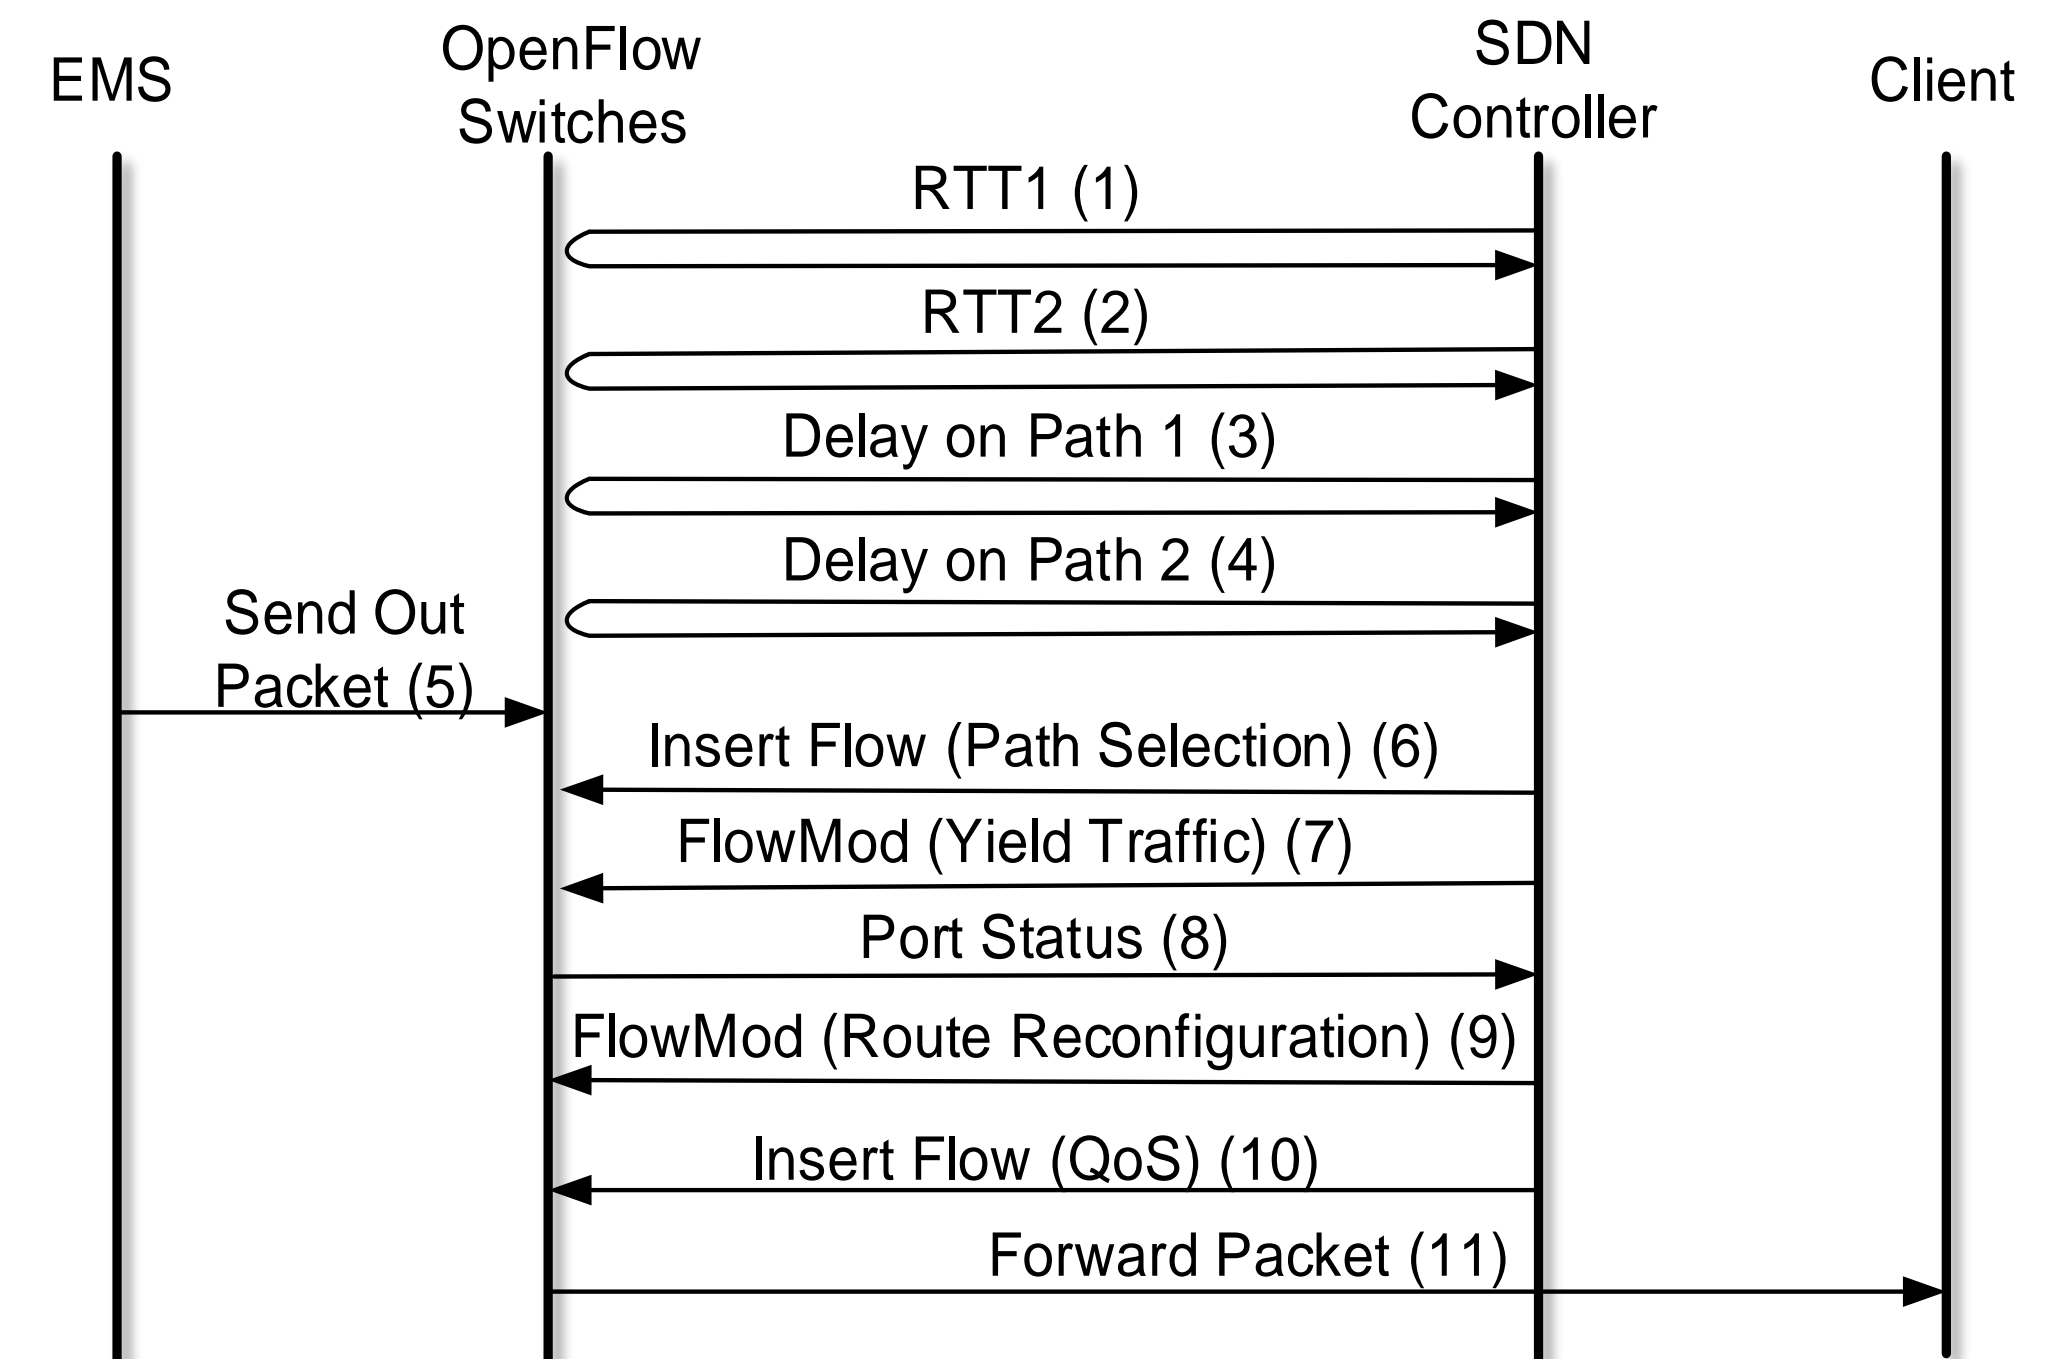 EMS
OpenFlow
Switches
SDN
Controller
Client
RTT1 (1)
RTT2 (2)
Delay on Path 1 (3)
Delay on Path 2 (4)
Send Out
Packet (5)
Insert Flow (Path Selection) (6)
FlowMod (Yield Traffic) (7)
Port Status (8)
FlowMod (Route Reconfiguration) (9)
Insert Flow (QoS) (10)
Forward Packet (11)